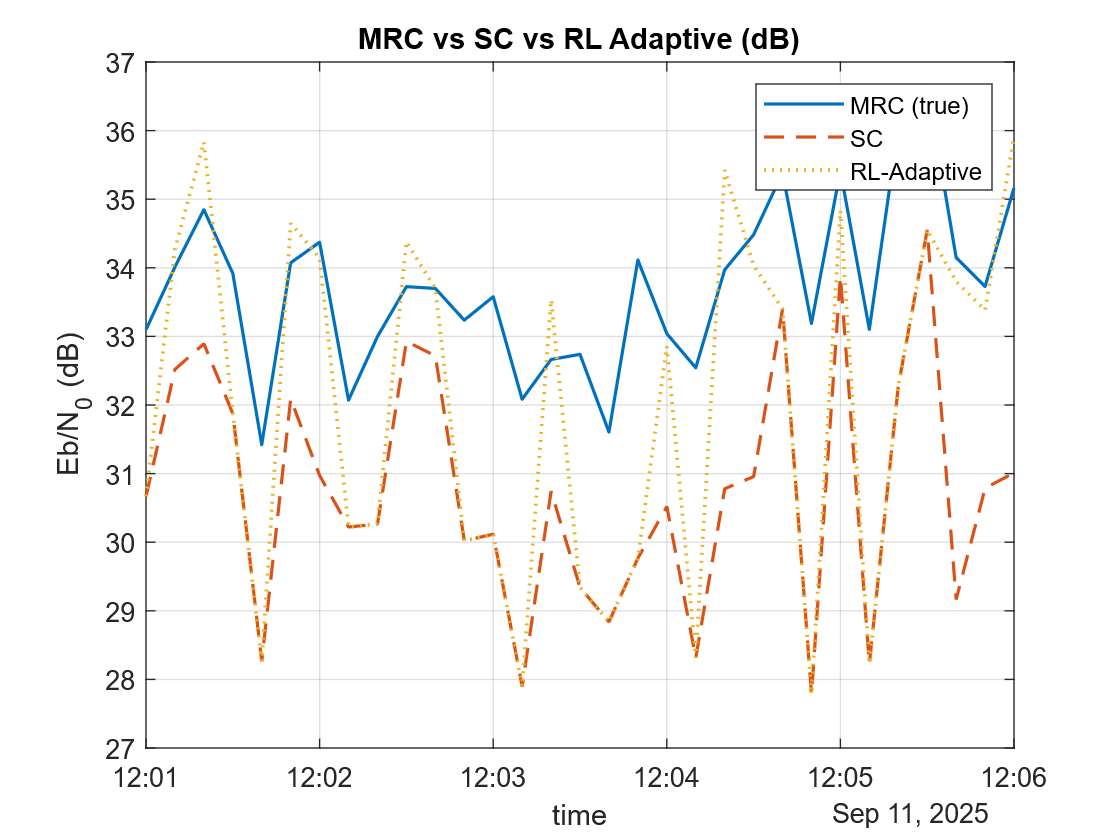 MRC vs SC vs RL Adaptive (dB)
37
36
35
34
33
32
31
30
29
28
27
Eb/N0 (dB)
MRC (true)
SC
RL-Adaptive
12:01 12:02 12:03 12:04 12:05 12:06
time
Sep 11, 2025